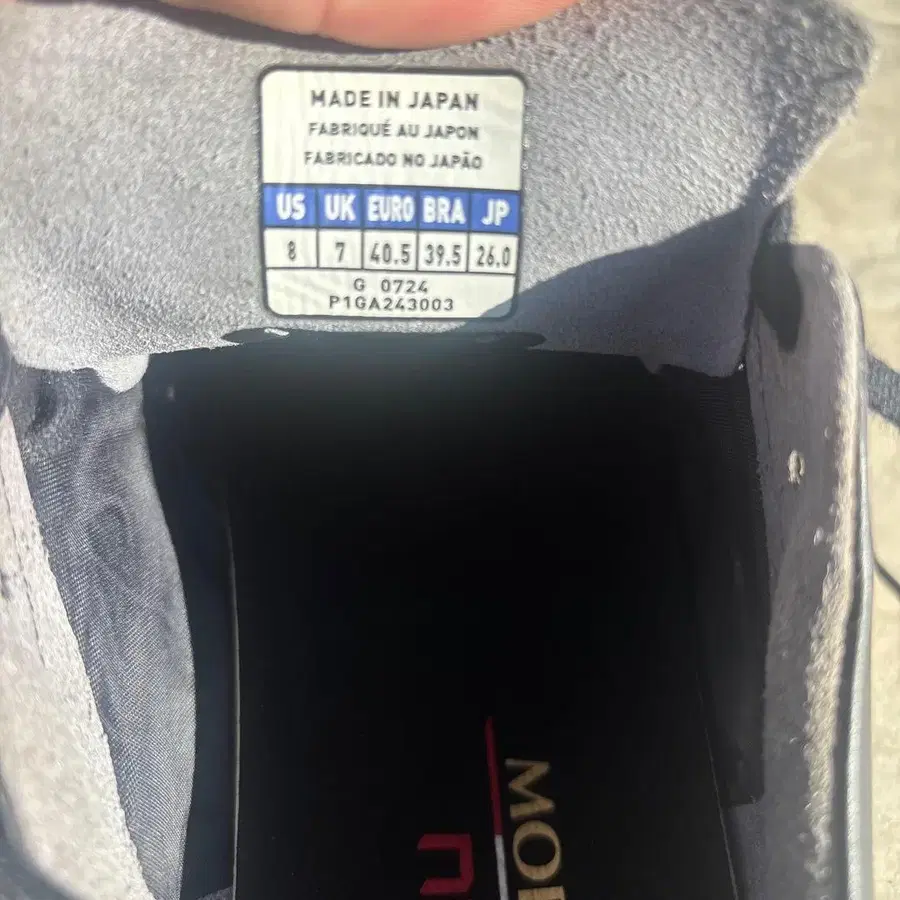 MADE IN JAPAN
FABRIQUÉ AU JAPON
FABRICADO NO JAPÃO
US UK EURO BRA JP
8 7 40.5 39.5 26.0
G 0724
P1GA243003